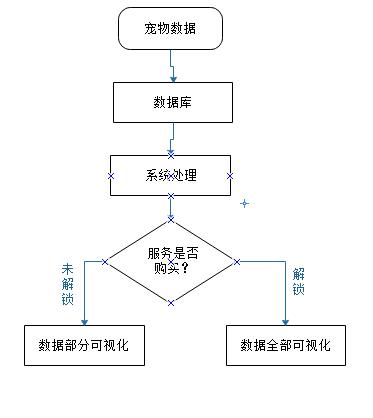 宠物数据
数据库
系统处理
服务是否
购买？
未
解
锁
解
锁
数据部分可视化
数据全部可视化